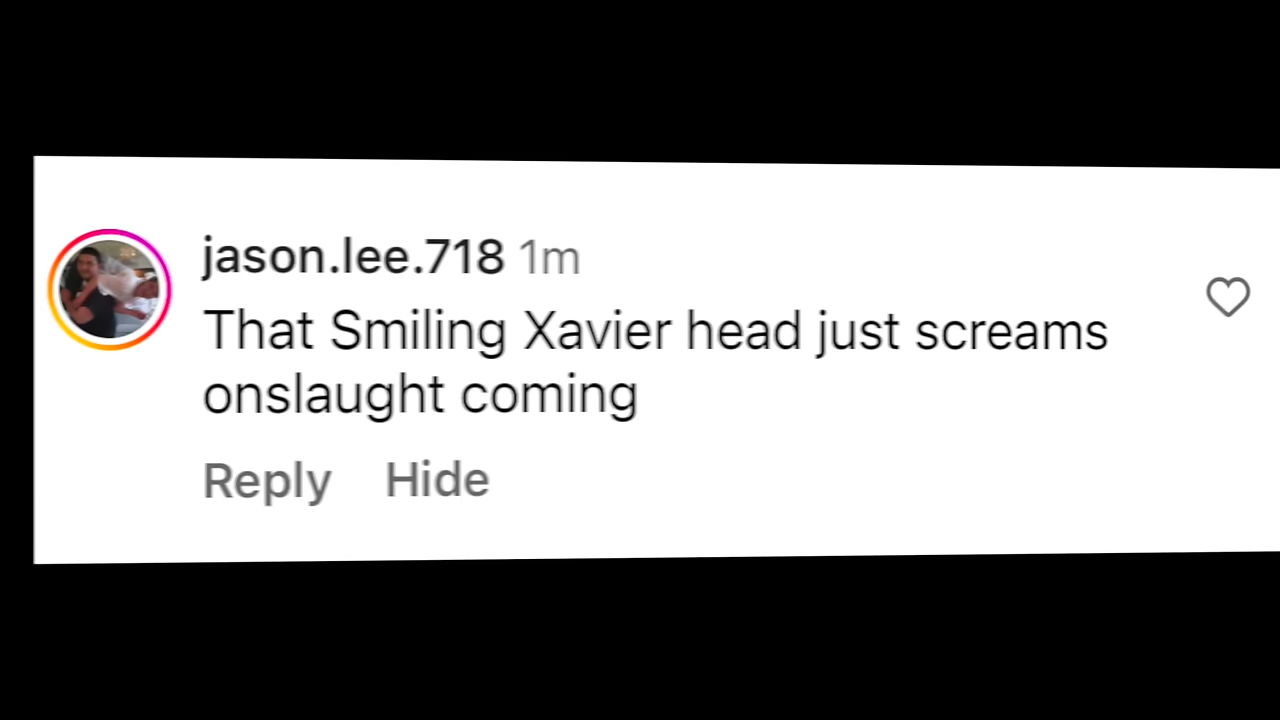 jason.lee.718 1m
That Smiling Xavier head just screams
onslaught coming
Reply Hide